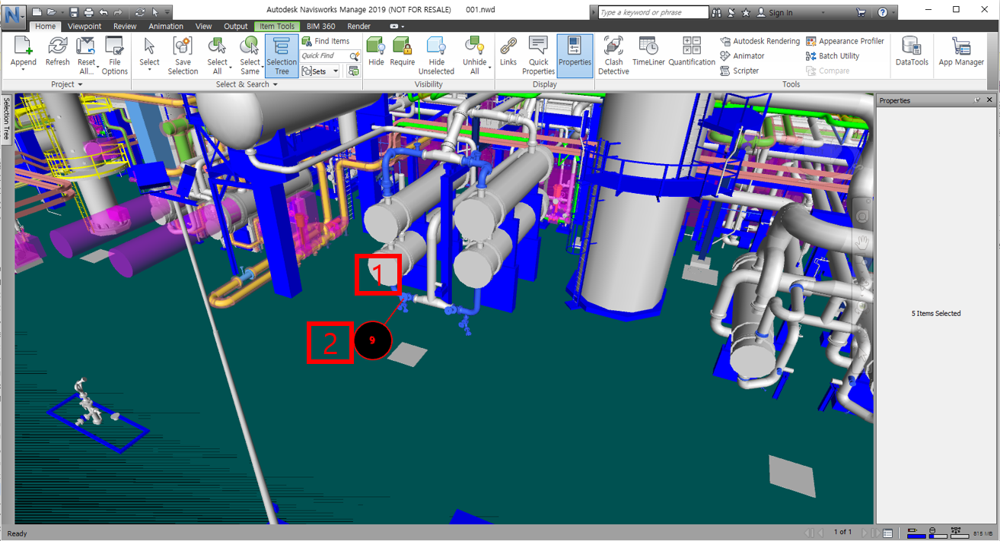 N
Autodesk Navisworks Manage 2019 (NOT FOR RESALE) 001.nwd
Type a keyword or phrase
Sign In
?
Home Viewpoint Review Animation View Output Item Tools BIM 360 Render
Append
Refresh
Reset All...
File Options
Project
Select
Save Selection
Select All
Select Same
Selection Tree
Find Items
Quick Find
Sets
Select & Search
Hide
Require
Hide Unselected
Unhide All
Visibility
Links
Quick Properties
Properties
Display
Clash Detective
TimeLiner
Quantification
Autodesk Rendering
Animator
Scripter
Appearance Profiler
Batch Utility
Compare
Tools
DataTools
App Manager
Selection Tree
Properties
5 Items Selected
1
2
9
Ready
1 of 1
815 MB